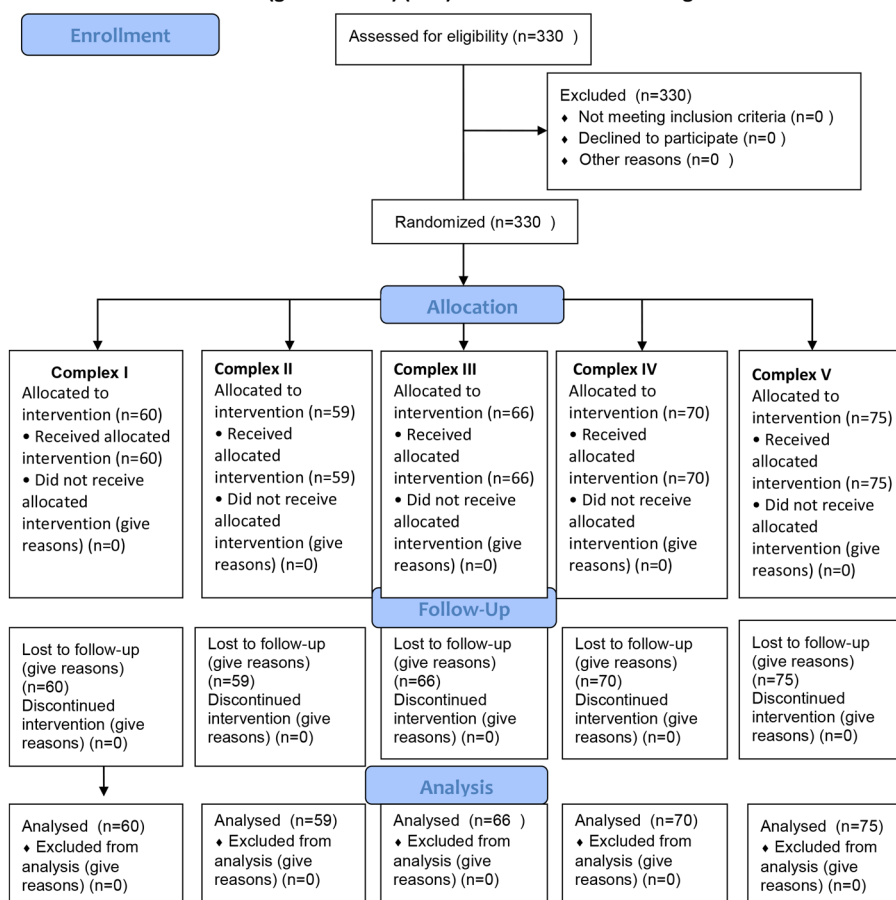 Enrollment
Assessed for eligibility (n=330  )
Excluded  (n=330)
♦ Not meeting inclusion criteria (n=0 )
♦ Declined to participate (n=0 )
♦ Other reasons (n=0  )
Randomized (n=330  )
Allocation
Complex I
Allocated to
intervention (n=60)
• Received allocated
intervention (n=60)
• Did not receive
allocated
intervention (give
reasons) (n=0)
Complex II
Allocated to
intervention (n=59)
• Received
allocated
intervention (n=59)
• Did not receive
allocated
intervention (give
reasons) (n=0)
Complex III
Allocated to
intervention (n=66)
• Received
allocated
intervention (n=66)
• Did not receive
allocated
intervention (give
reasons) (n=0)
Complex IV
Allocated to
intervention (n=70)
• Received
allocated
intervention (n=70)
• Did not receive
allocated
intervention (give
reasons) (n=0)
Complex V
Allocated to
intervention (n=75)
• Received
allocated
intervention (n=75)
• Did not receive
allocated
intervention (give
reasons) (n=0)
Follow-Up
Lost to follow-up
(give reasons)
(n=60)
Discontinued
intervention (give
reasons) (n=0)
Lost to follow-up
(give reasons)
(n=59)
Discontinued
intervention (give
reasons) (n=0)
Lost to follow-up
(give reasons)
(n=66)
Discontinued
intervention (give
reasons) (n=0)
Lost to follow-up
(give reasons)
(n=70)
Discontinued
intervention (give
reasons) (n=0)
Lost to follow-up
(give reasons)
(n=75)
Discontinued
intervention (give
reasons) (n=0)
Analysis
Analysed  (n=60)
♦ Excluded from
analysis (give
reasons) (n=0)
Analysed  (n=59)
♦ Excluded from
analysis (give
reasons) (n=0)
Analysed  (n=66  )
♦ Excluded from
analysis (give
reasons) (n=0)
Analysed  (n=70)
♦ Excluded from
analysis (give
reasons) (n=0)
Analysed  (n=75)
♦ Excluded from
analysis (give
reasons) (n=0)